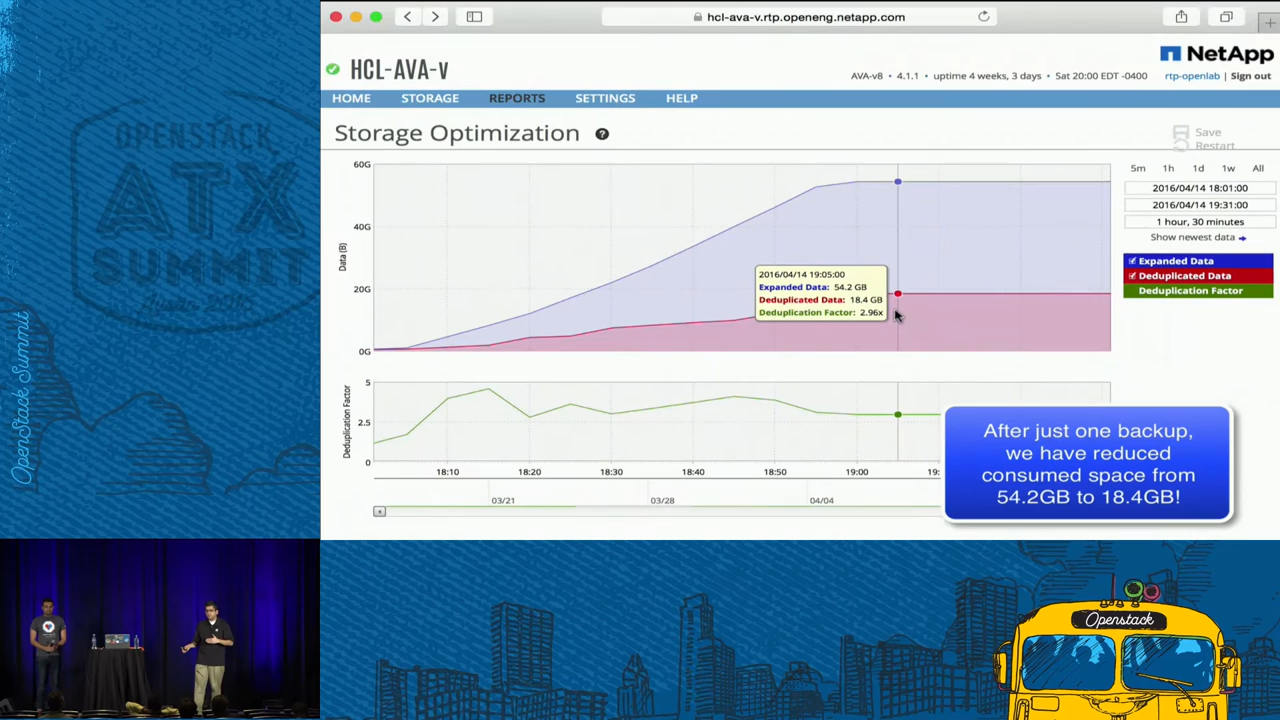 hcl-ava-v.rtp.openeng.netapp.com
HCL-AVA-v
NetApp
AVA-v8 • 4.1.1 • uptime 4 weeks, 3 days • Sat 20:00 EDT -0400
rtp-openlab | Sign out
HOME STORAGE REPORTS SETTINGS HELP
Storage Optimization ?
Save
Restart
5m 1h 1d 1w All
2016/04/14 18:01:00
2016/04/14 19:31:00
1 hour, 30 minutes
Show newest data
Expanded Data
Deduplicated Data
Deduplication Factor
Data (B)
60G
40G
20G
0G
2016/04/14 19:05:00
Expanded Data: 54.2 GB
Deduplicated Data: 18.4 GB
Deduplication Factor: 2.96x
Deduplication Factor
5
2.5
0
18:10 18:20 18:30 18:40 18:50 19:00 19:
03/21 03/28 04/04
After just one backup,
we have reduced
consumed space from
54.2GB to 18.4GB!
OPENSTACK
ATX
SUMMIT
OpenStack Summit
Openstack